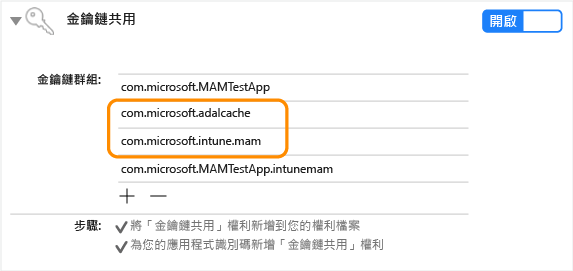 金鑰鏈共用
開啟
金鑰鏈群組:
com.microsoft.MAMTestApp
com.microsoft.adalcache
com.microsoft.intune.mam
com.microsoft.MAMTestApp.intunemam
步驟:
將「金鑰鏈共用」權利新增到您的權利檔案
為您的應用程式識別碼新增「金鑰鏈共用」權利